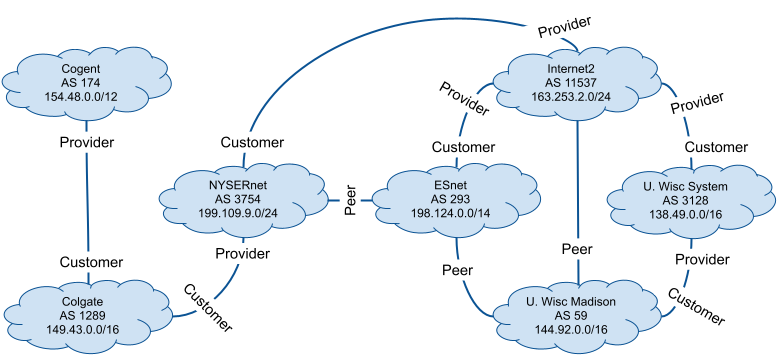 Provider
Cogent
AS 174
154.48.0.0/12
Internet2
AS 11537
163.253.2.0/24
Provider
Provider
Provider
Customer
Customer
Customer
NYSERnet
AS 3754
199.109.9.0/24
Peer
ESnet
AS 293
198.124.0.0/14
U. Wisc System
AS 3128
138.49.0.0/16
Provider
Peer
Peer
Provider
Customer
Customer
Customer
Colgate
AS 1289
149.43.0.0/16
U. Wisc Madison
AS 59
144.92.0.0/16